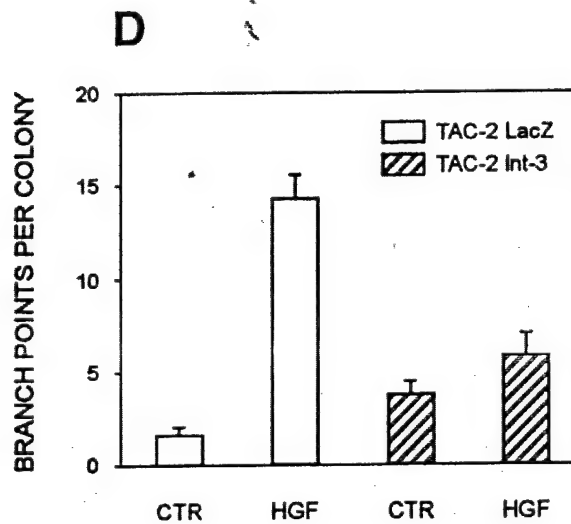 D
BRANCH POINTS PER COLONY
20
15
10
5
0
TAC-2 LacZ
TAC-2 Int-3
CTR HGF CTR HGF